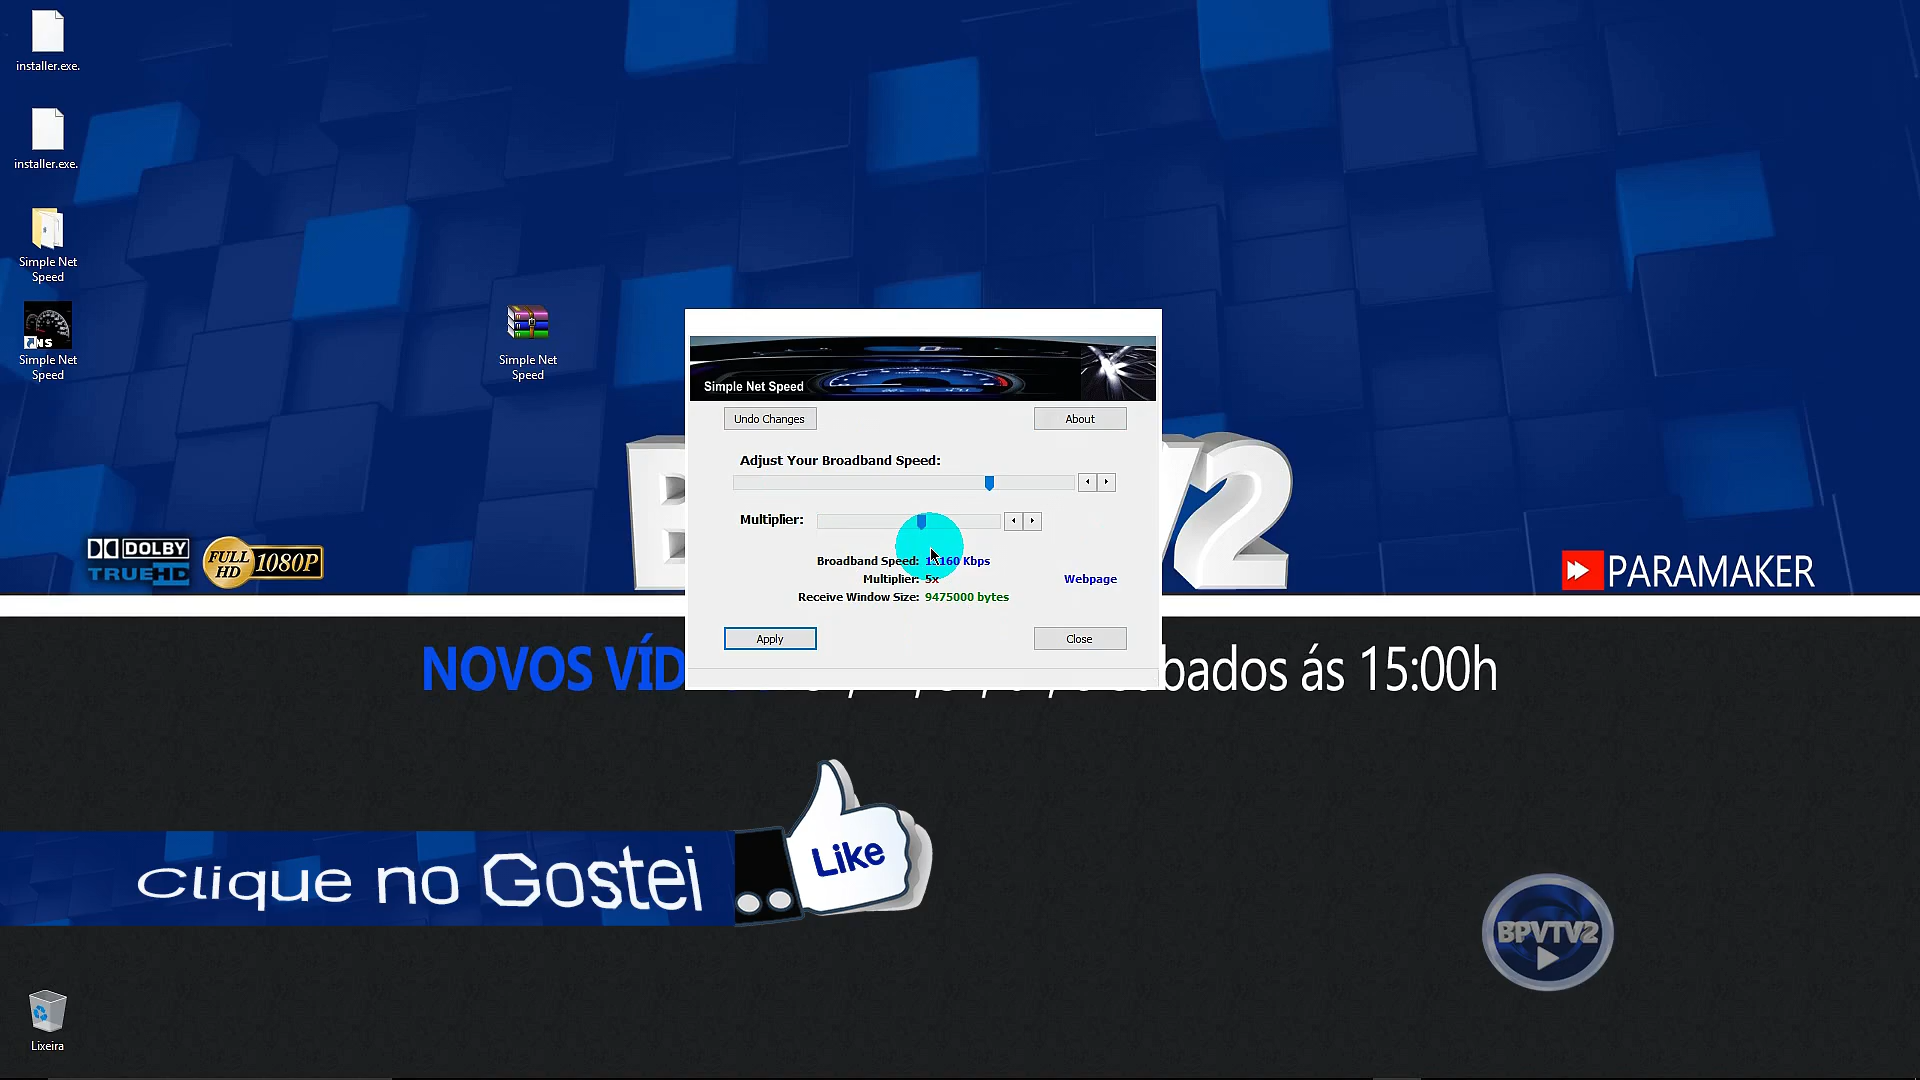 installer.exe.
installer.exe.
Simple Net
Speed
NS
Simple Net
Speed
Simple Net
Speed
Simple Net Speed
Undo Changes
About
Adjust Your Broadband Speed:
Multiplier:
Broadband Speed:
160 Kbps
Multiplier: 5x
Webpage
Receive Window Size: 9475000 bytes
Apply
Close
DOLBY
TRUEHD
FULL
HD
1080P
PARAMAKER
NOVOS
ás 15:00h
Clique no Gostei
Like
BPVTV2
Lixeira